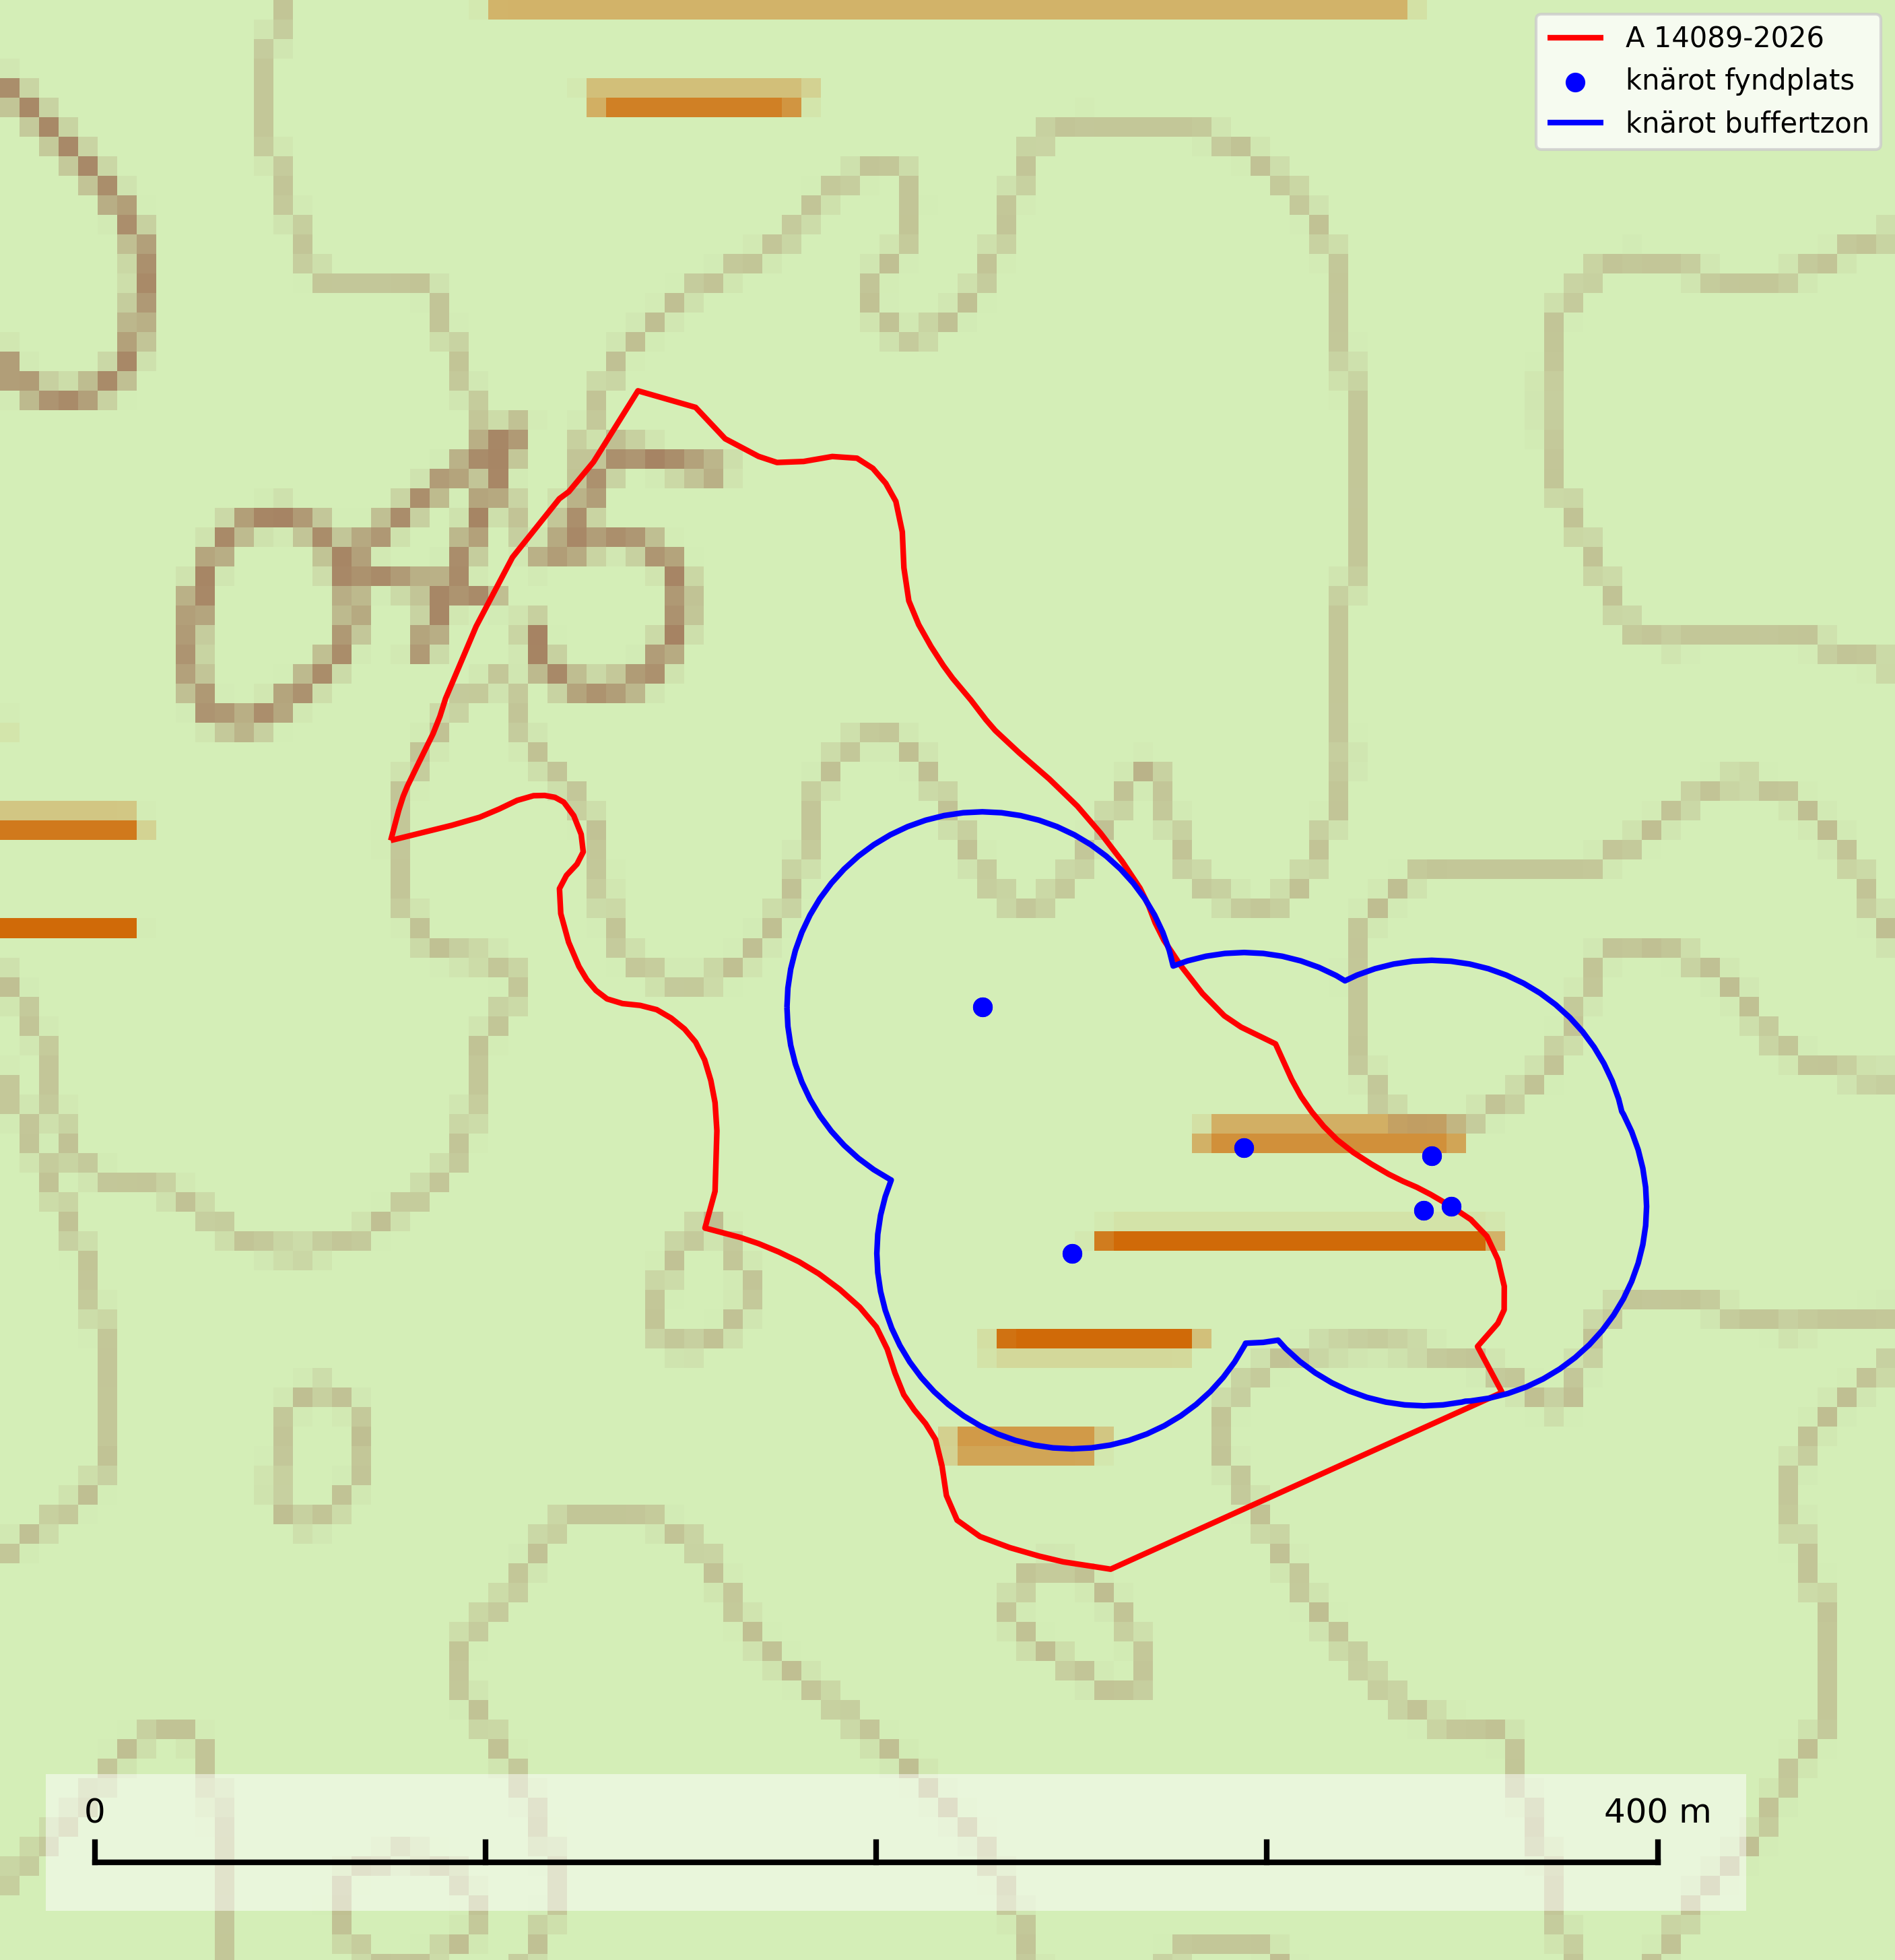 A 14089-2026
knärot fyndplats
knärot buffertzon
0
400 m